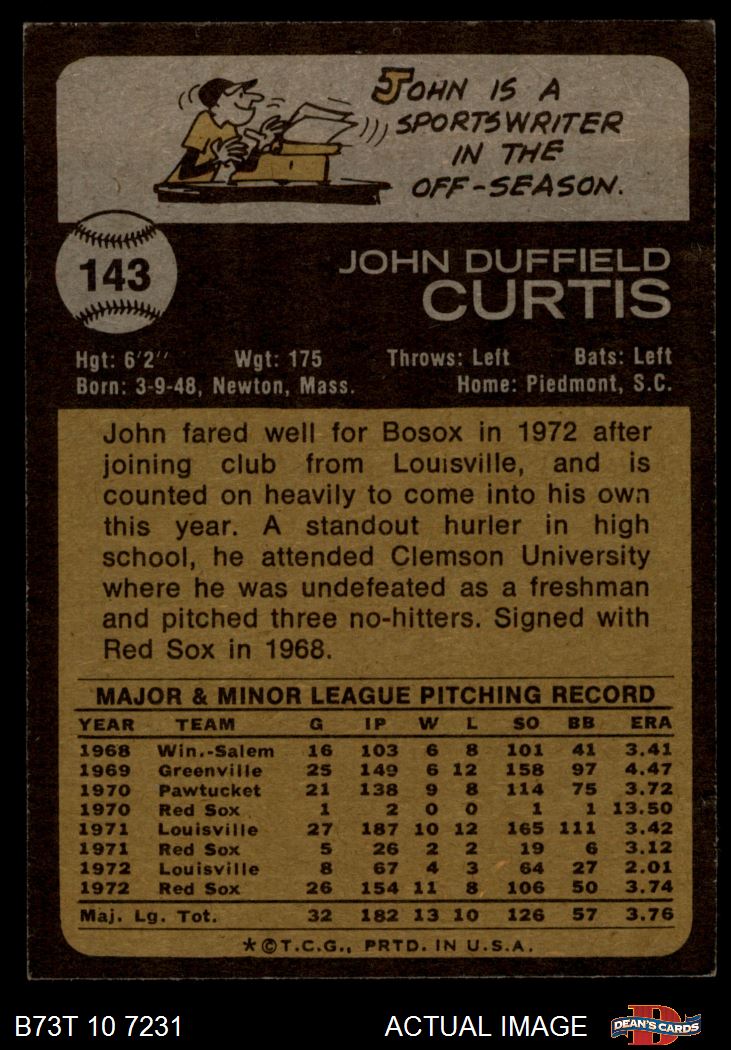 JOHN IS A
SPORTSWRITER
IN THE
OFF-SEASON.
143
JOHN DUFFIELD
CURTIS
Hgt: 6'2'' Wgt: 175 Throws: Left Bats: Left
Born: 3-9-48, Newton, Mass. Home: Piedmont, S.C.
John fared well for Bosox in 1972 after
joining club from Louisville, and is
counted on heavily to come into his own
this year. A standout hurler in high
school, he attended Clemson University
where he was undefeated as a freshman
and pitched three no-hitters. Signed with
Red Sox in 1968.
MAJOR & MINOR LEAGUE PITCHING RECORD
YEAR TEAM G IP W L SO BB ERA
1968 Win.-Salem 16 103 6 8 101 41 3.41
1969 Greenville 25 149 6 12 158 97 4.47
1970 Pawtucket 21 138 9 8 114 75 3.72
1970 Red Sox 1 2 0 0 1 1 13.50
1971 Louisville 27 187 10 12 165 111 3.42
1971 Red Sox 5 26 2 2 19 6 3.12
1972 Louisville 8 67 4 3 64 27 2.01
1972 Red Sox 26 154 11 8 106 50 3.74
Maj. Lg. Tot. 32 182 13 10 126 57 3.76
*©T.C.G., PRTD. IN U.S.A.
B73T 10 7231 ACTUAL IMAGE DEAN'S CARDS